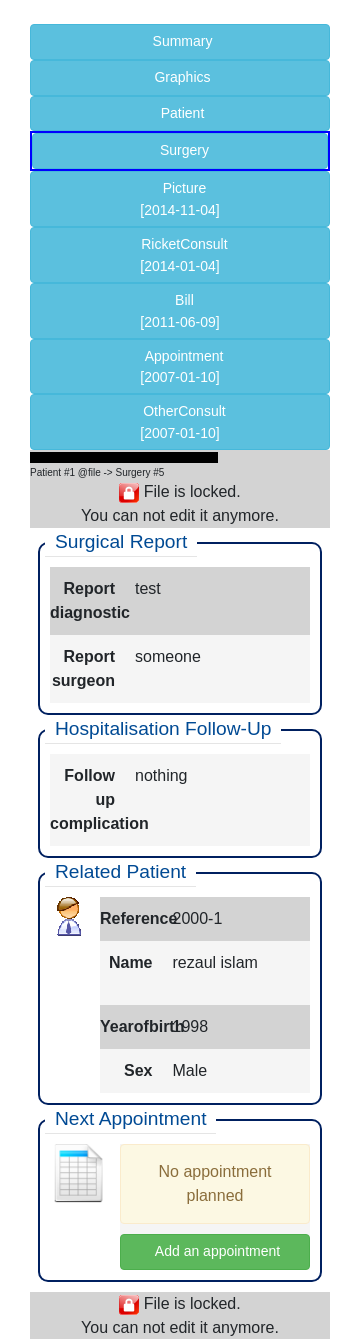 Summary
Graphics
Patient
Surgery
Picture
[2014-11-04]
RicketConsult
[2014-01-04]
Bill
[2011-06-09]
Appointment
[2007-01-10]
OtherConsult
[2007-01-10]
Patient #1 @file -> Surgery #5
File is locked.
You can not edit it anymore.
Surgical Report
Report test
diagnostic
Report someone
surgeon
Hospitalisation Follow-Up
Follow nothing
up
complication
Related Patient
Reference 2000-1
Name rezaul islam
Yearofbirth 1998
Sex Male
Next Appointment
No appointment
planned
Add an appointment
File is locked.
You can not edit it anymore.